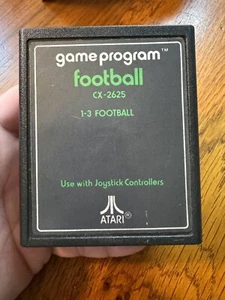 game program™
football
CX-2625
1-3 FOOTBALL
Use with Joystick Controllers
ATARI®